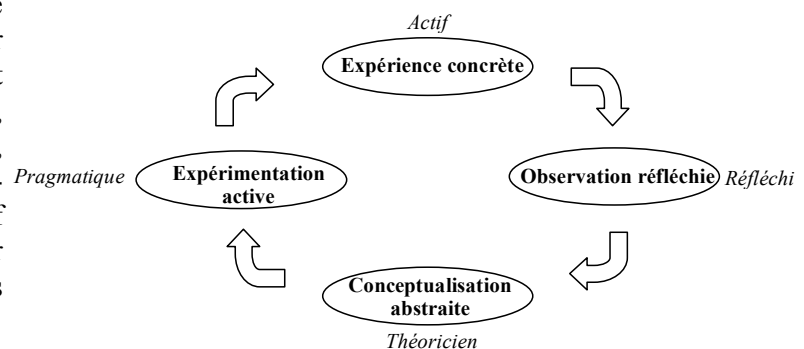 Actif
Expérience concrète
Pragmatique
Expérimentation
active
Observation réfléchie
Réfléchi
Conceptualisation
abstraite
Théoricien